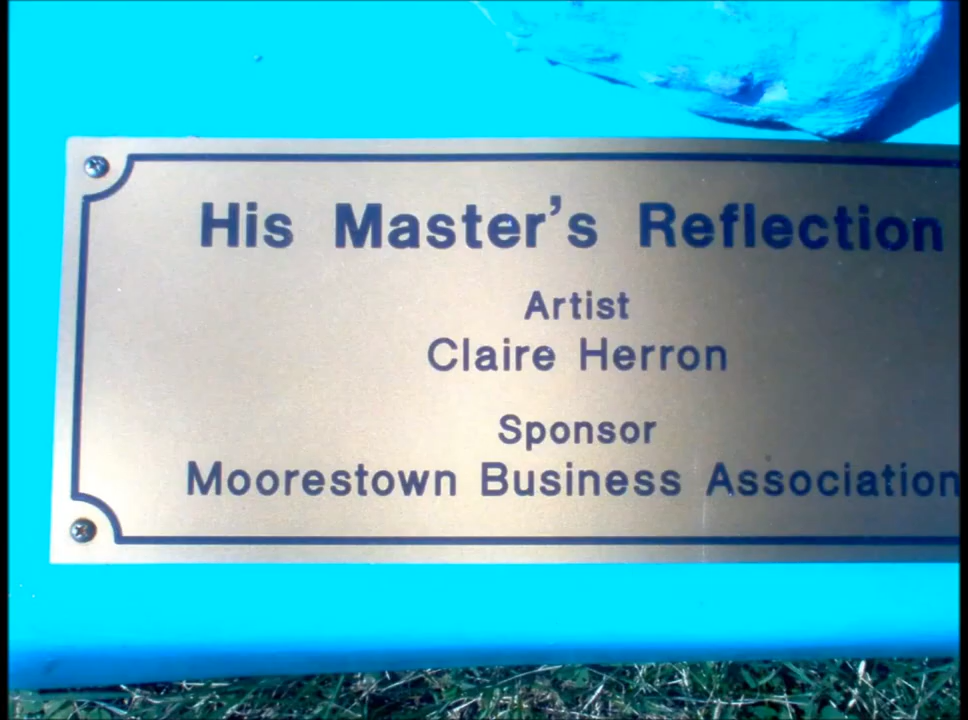 His Master's Reflection
Artist
Claire Herron
Sponsor
Moorestown Business Association